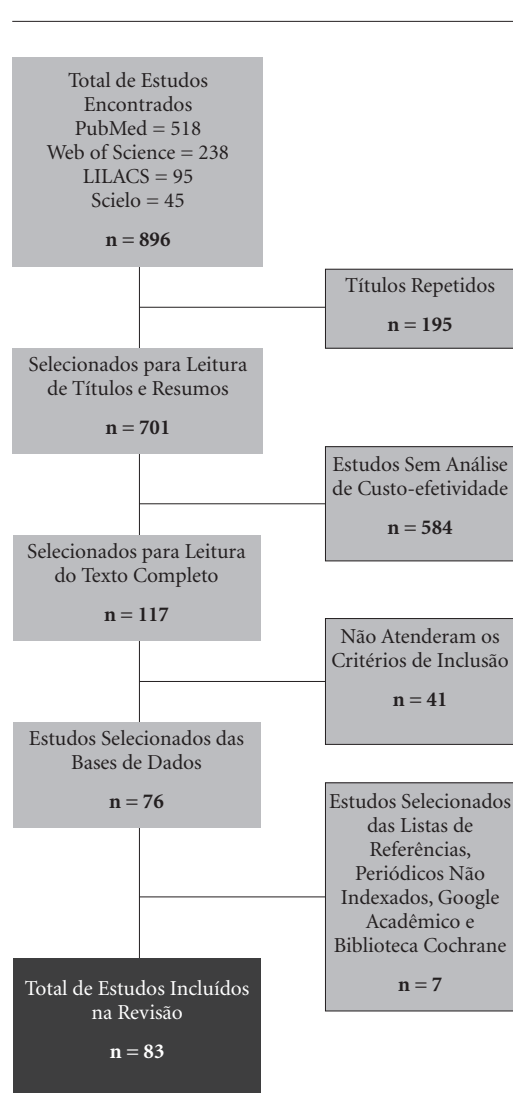 Total de Estudos
Encontrados
PubMed = 518
Web of Science = 238
LILACS = 95
Scielo = 45
n = 896
Títulos Repetidos
n = 195
Selecionados para Leitura
de Títulos e Resumos
n = 701
Estudos Sem Análise
de Custo-efetividade
n = 584
Selecionados para Leitura
do Texto Completo
n = 117
Não Atenderam os
Critérios de Inclusão
n = 41
Estudos Selecionados das
Bases de Dados
n = 76
Estudos Selecionados
das Listas de
Referências,
Periódicos Não
Indexados, Google
Acadêmico e
Biblioteca Cochrane
n = 7
Total de Estudos Incluídos
na Revisão
n = 83